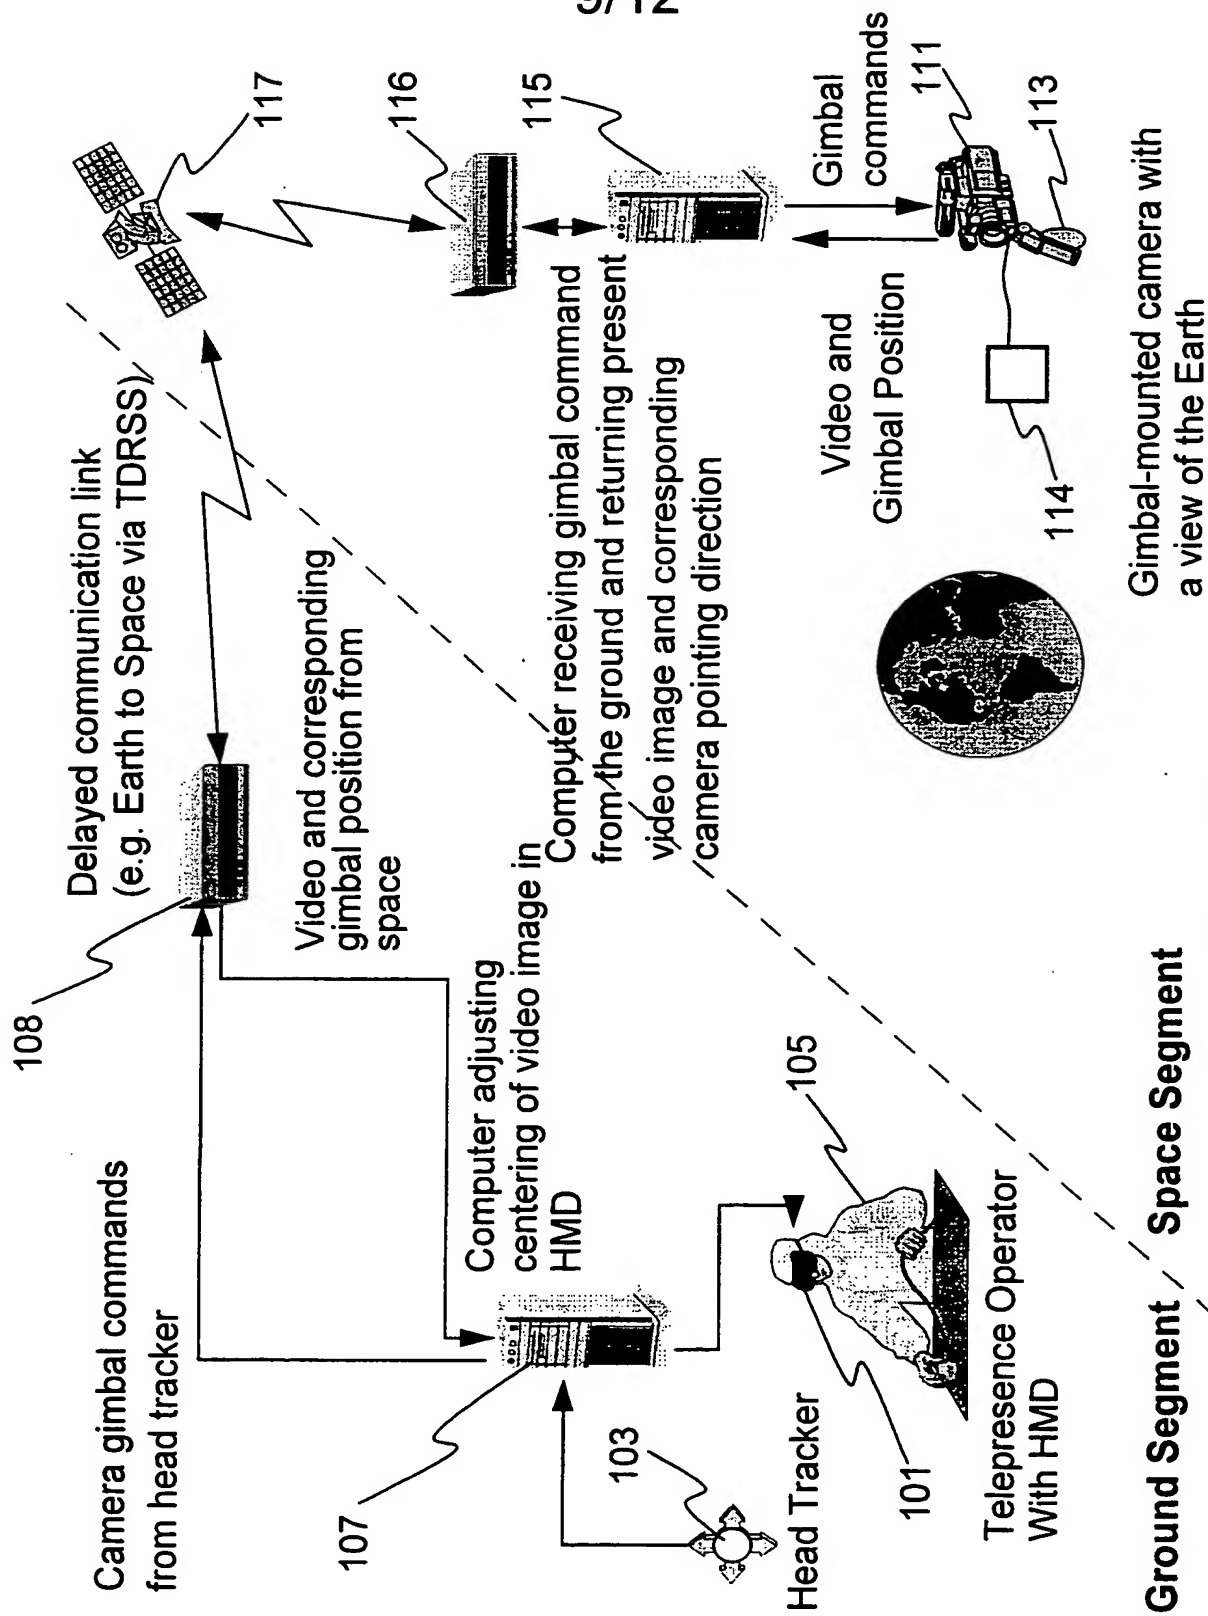 9/12
Camera gimbal commands
from head tracker
108
Delayed communication link
(e.g. Earth to Space via TDRSS)
117
Video and corresponding
gimbal position from
space
116
107
Computer adjusting
centering of video image in
HMD
Computer receiving gimbal command
from the ground and returning present
video image and corresponding
camera pointing direction
115
103
Head Tracker
101
105
Telepresence Operator
With HMD
Video and
Gimbal Position
Gimbal
commands
111
113
114
Gimbal-mounted camera with
a view of the Earth
Ground Segment
Space Segment